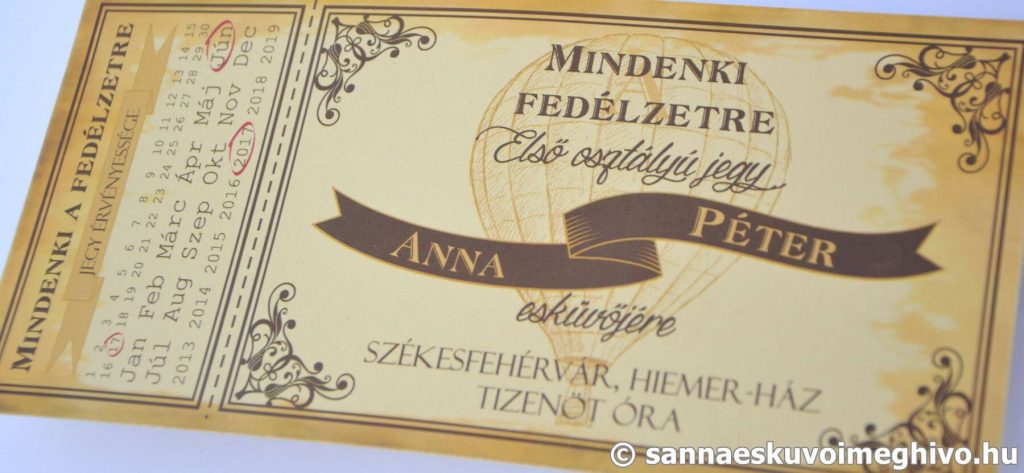 MINDENKI A FEDÉLZETRE
JEGY ÉRVÉNYESSÉGE
1 2 3 4 5 6 7 8 9 10 11 12 13 14 15
16 17 18 19 20 21 22 23 24 25 26 27 28 29 30
Jan Feb Márc Ápr Máj Jún
Júl Aug Szep Okt Nov Dec
2013 2014 2015 2016 2017 2018 2019
MINDENKI
FEDÉLZETRE
Első osztályú jegy
ANNA PÉTER
esküvőjére
SZÉKESFEHÉRVÁR, HIEMER-HÁZ
TIZENÖT ÓRA
© sannaeskuvoimeghivo.hu